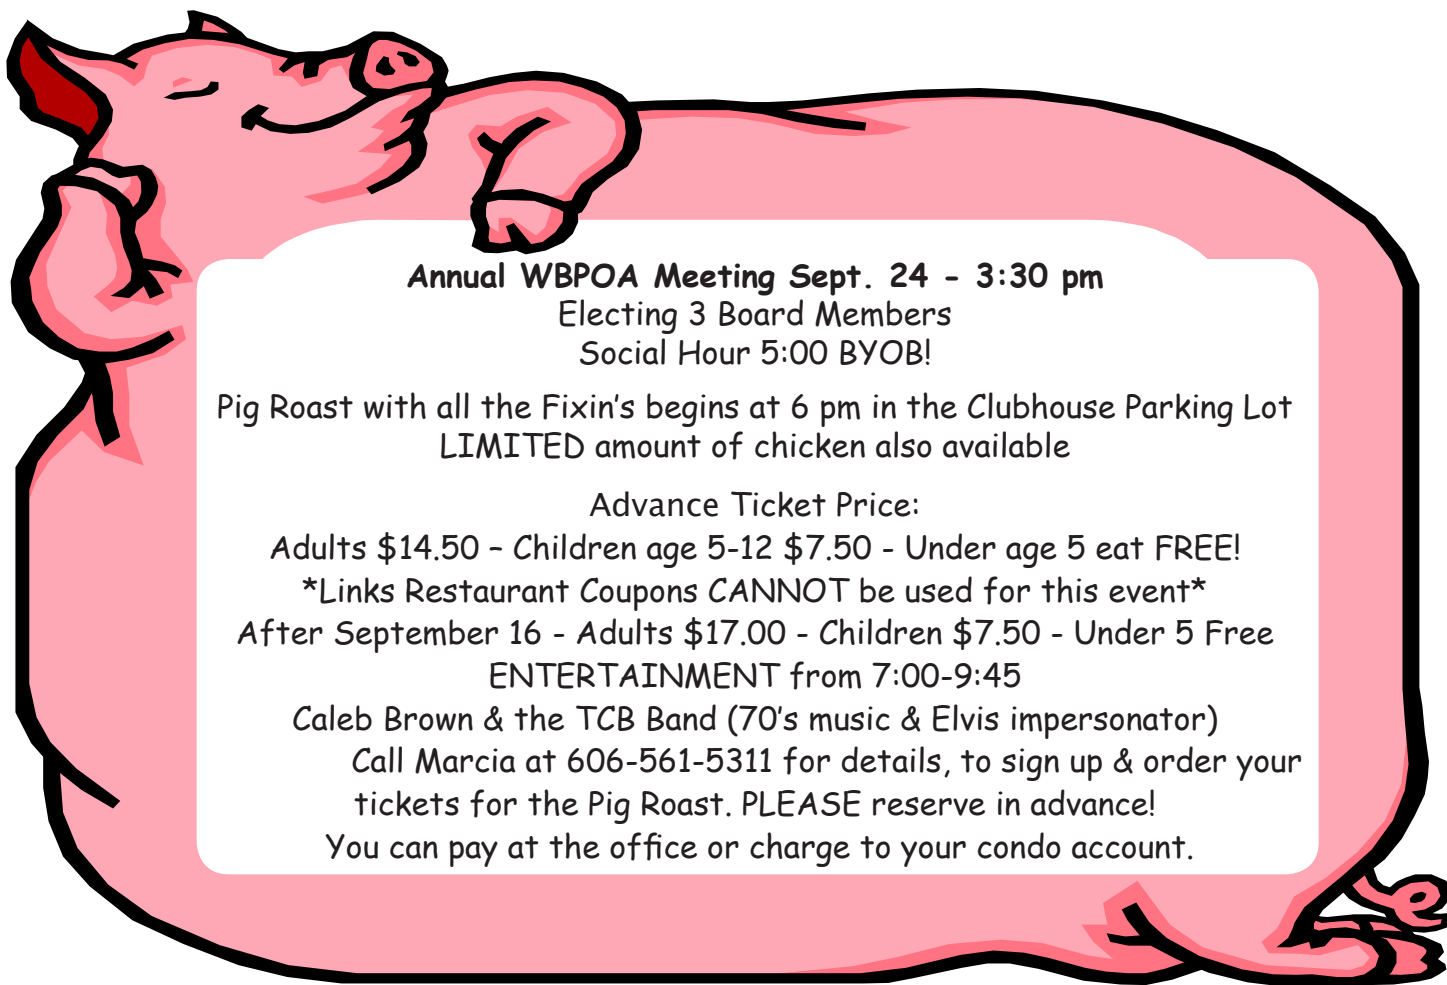 Annual WBPOA Meeting Sept. 24 - 3:30 pm
Electing 3 Board Members
Social Hour 5:00 BYOB!
Pig Roast with all the Fixin’s begins at 6 pm in the Clubhouse Parking Lot
LIMITED amount of chicken also available
Advance Ticket Price:
Adults $14.50 – Children age 5-12 $7.50 - Under age 5 eat FREE!
*Links Restaurant Coupons CANNOT be used for this event*
After September 16 - Adults $17.00 - Children $7.50 - Under 5 Free
ENTERTAINMENT from 7:00-9:45
Caleb Brown & the TCB Band (70’s music & Elvis impersonator)
Call Marcia at 606-561-5311 for details, to sign up & order your
tickets for the Pig Roast. PLEASE reserve in advance!
You can pay at the office or charge to your condo account.